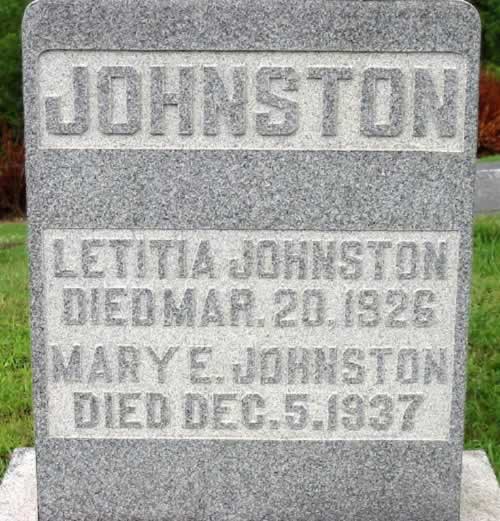 JOHNSTON
LETITIA JOHNSTON
DIED MAR. 20, 1926
MARY E. JOHNSTON
DIED DEC. 5. 1937